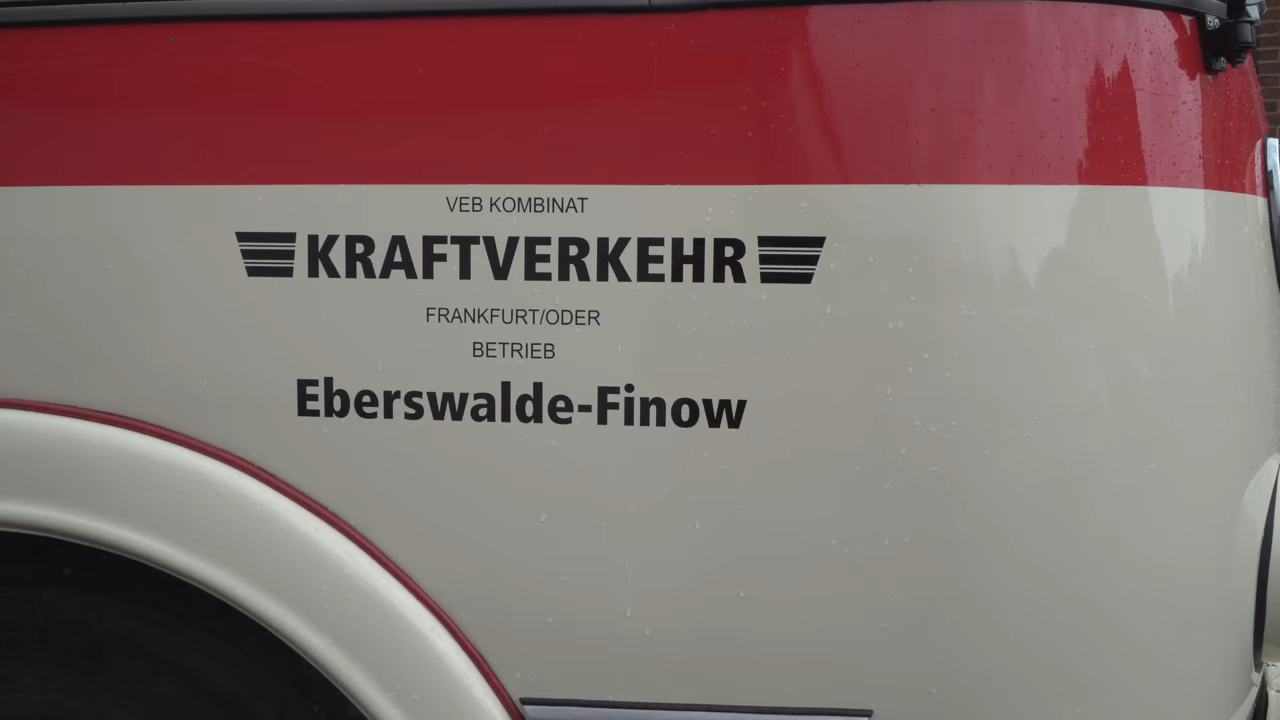 VEB KOMBINAT
KRAFTVERKEHR
FRANKFURT/ODER
BETRIEB
Eberswalde-Finow